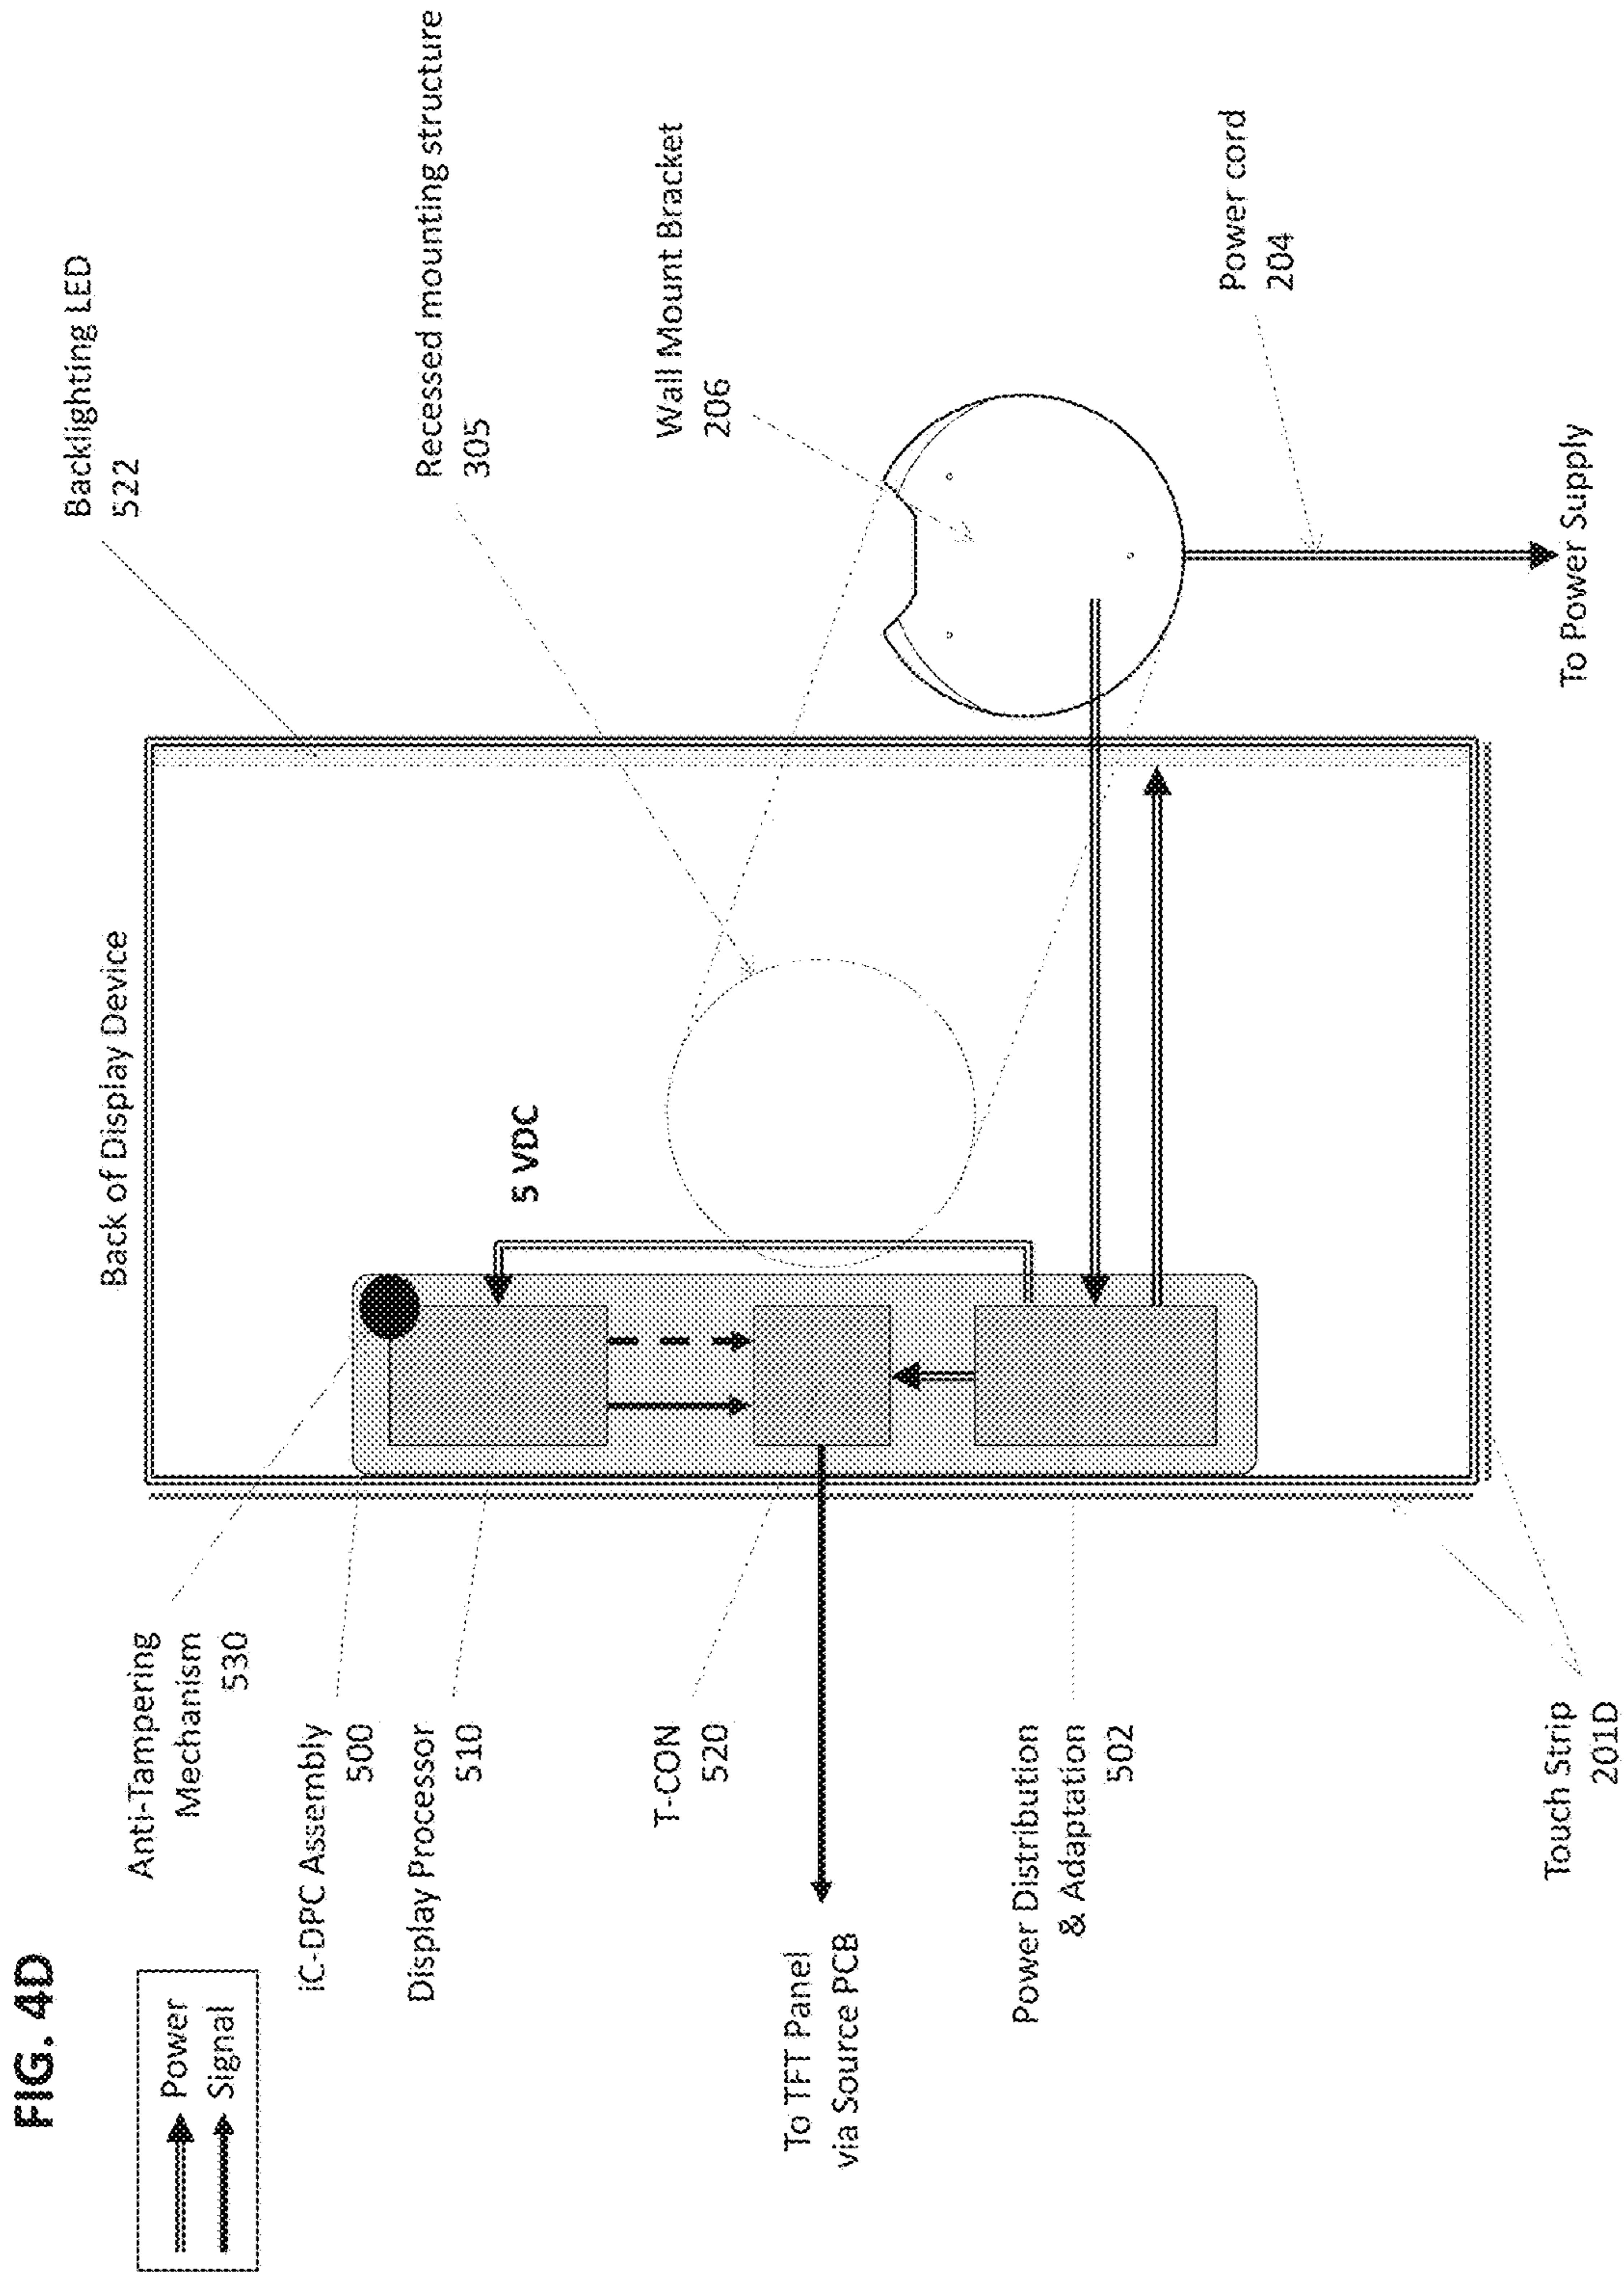 FIG. 4D
Power
Signal
Anti-Tampering
Mechanism
530
iC-DPC Assembly
500
Display Processor
510
T-CON
520
To TFT Panel
via Source PCB
Power Distribution
& Adaptation
502
Touch Strip
201D
Back of Display Device
5 VDC
Backlighting LED
522
Recessed mounting structure
305
Wall Mount Bracket
206
Power cord
204
To Power Supply